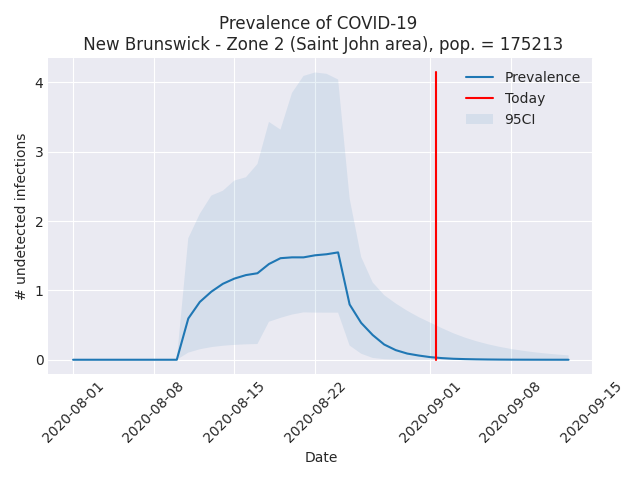 Prevalence of COVID-19
New Brunswick - Zone 2 (Saint John area), pop. = 175213
4
3
2
1
0
# undetected infections
Prevalence
Today
95CI
2020-08-01
2020-08-08
2020-08-15
2020-08-22
2020-09-01
2020-09-08
2020-09-15
Date